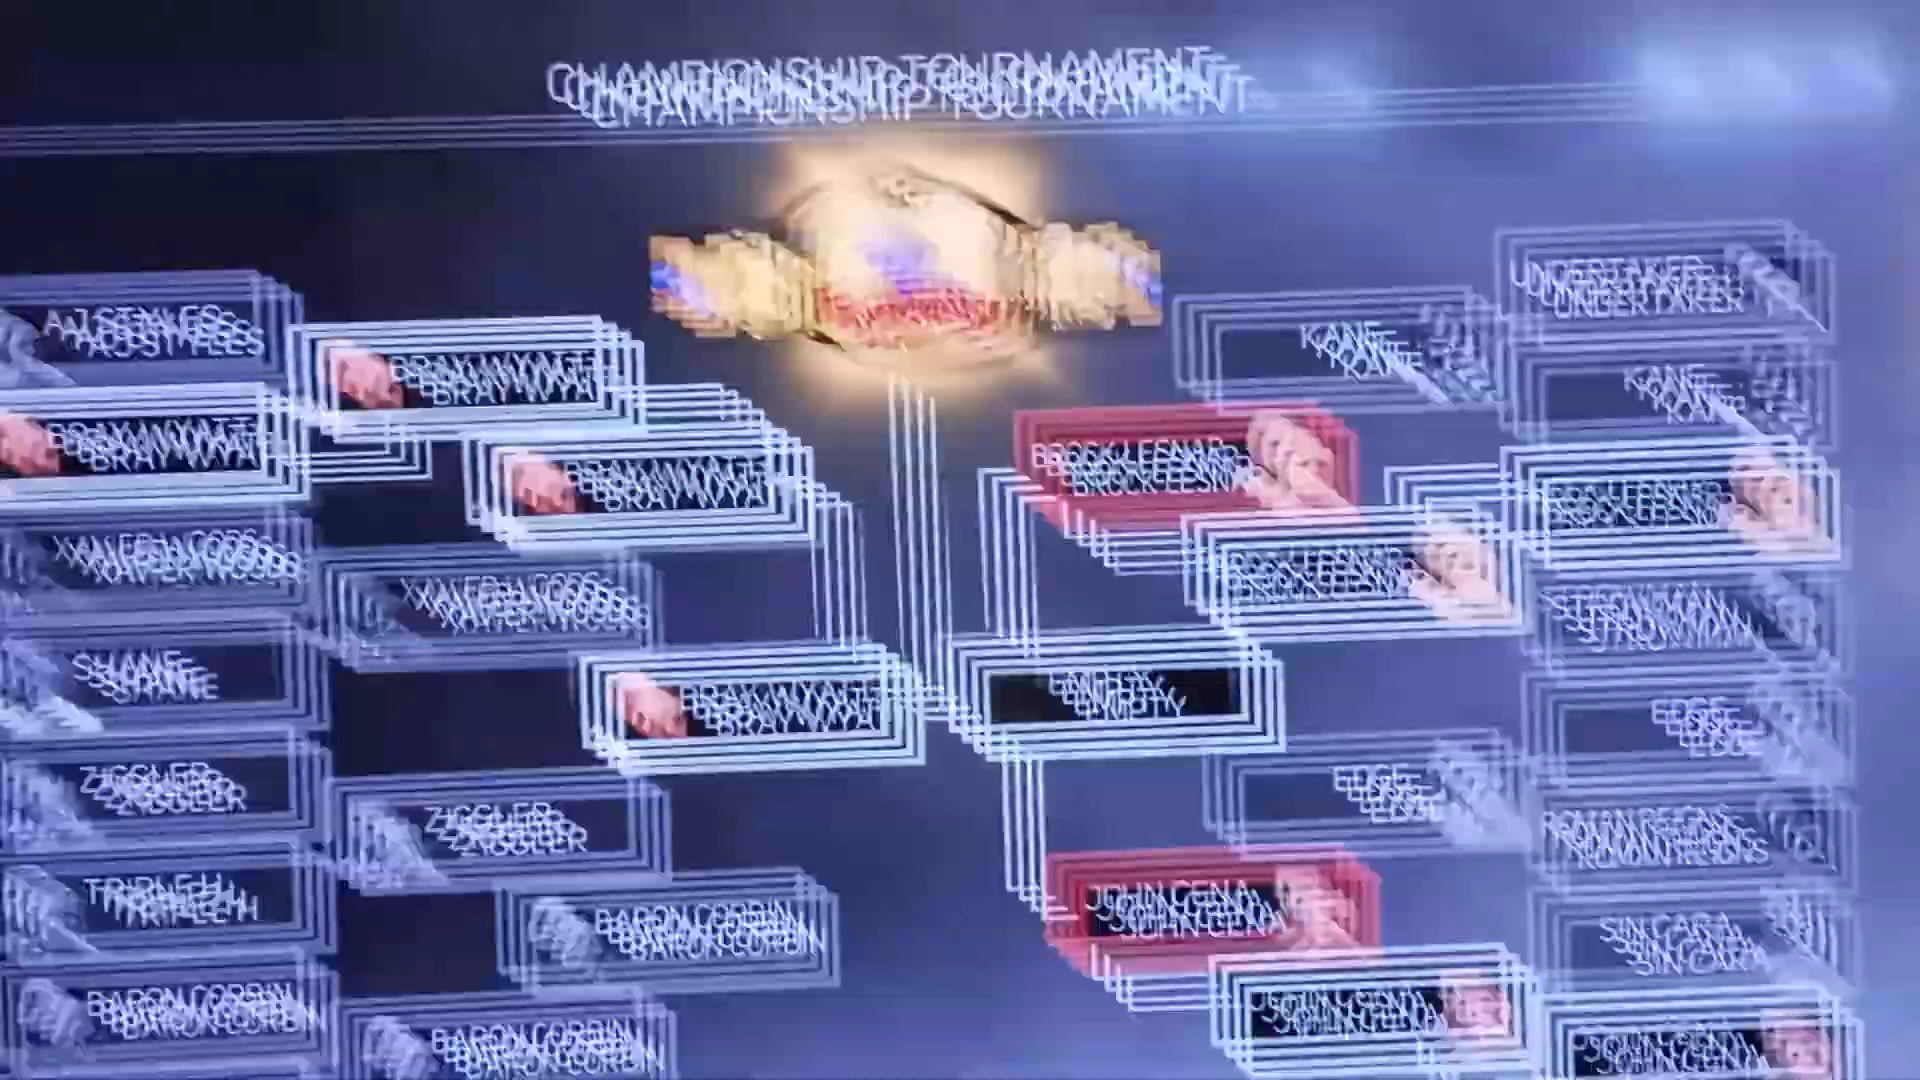 CHAMPIONSHIP TOURNAMENT
AJ STYLES
BRAY WYATT
XAVIER WOODS
SHANE
ZIGGLER
TRIPLE H
BARON CORBIN
BRAY WYATT
XAVIER WOODS
ZIGGLER
BARON CORBIN
BRAY WYATT
BARON CORBIN
BRAY WYATT
EMPTY
BROCK LESNAR
JOHN CENA
KANE
BROCK LESNAR
EDGE
JOHN CENA
UNDERTAKER
KANE
BROCK LESNAR
STROWMAN
EDGE
ROMAN REIGNS
SIN CARA
JOHN CENA